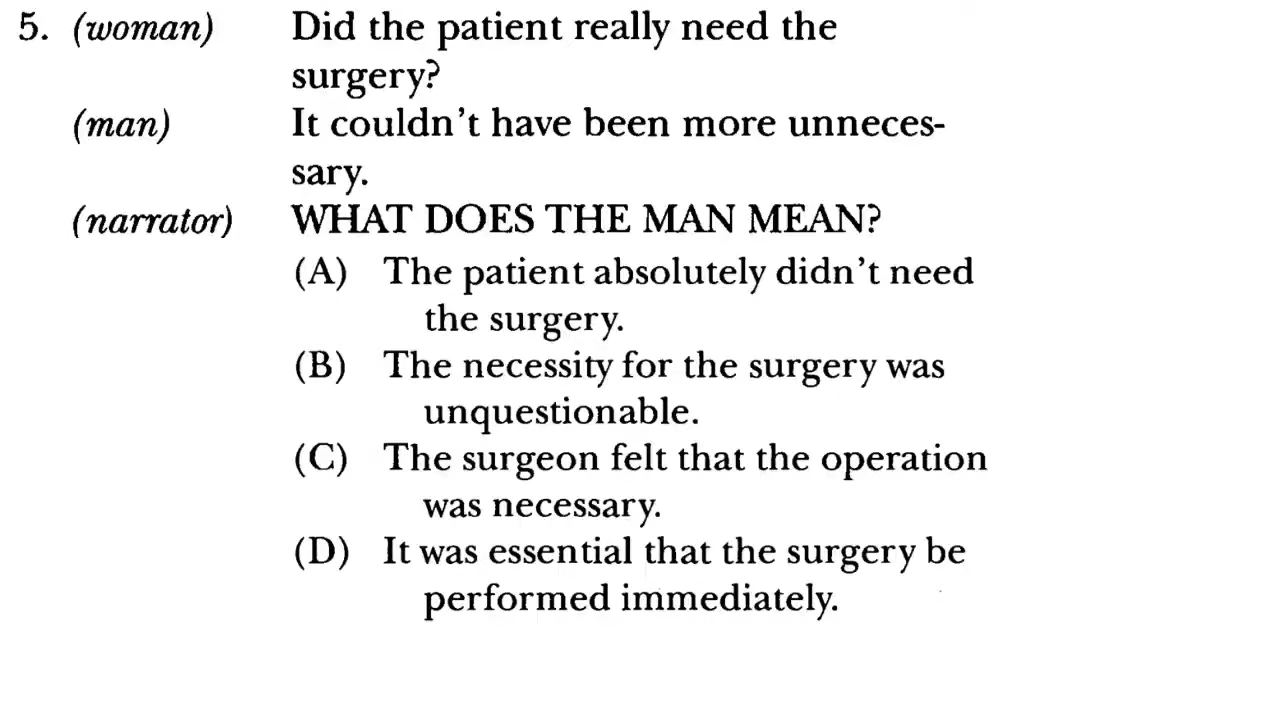 5. (woman) Did the patient really need the
surgery?
(man) It couldn't have been more unneces-
sary.
(narrator) WHAT DOES THE MAN MEAN?
(A) The patient absolutely didn't need
the surgery.
(B) The necessity for the surgery was
unquestionable.
(C) The surgeon felt that the operation
was necessary.
(D) It was essential that the surgery be
performed immediately.